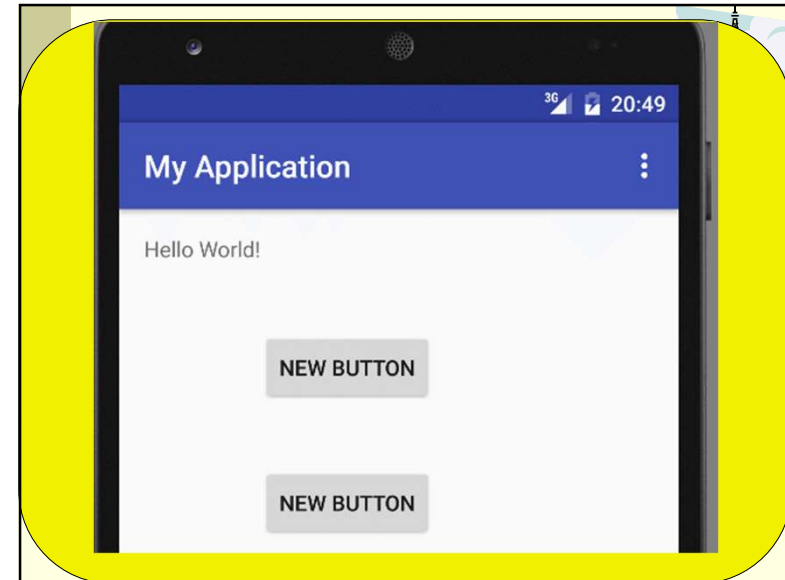 3G 20:49
My Application
Hello World!
NEW BUTTON
NEW BUTTON